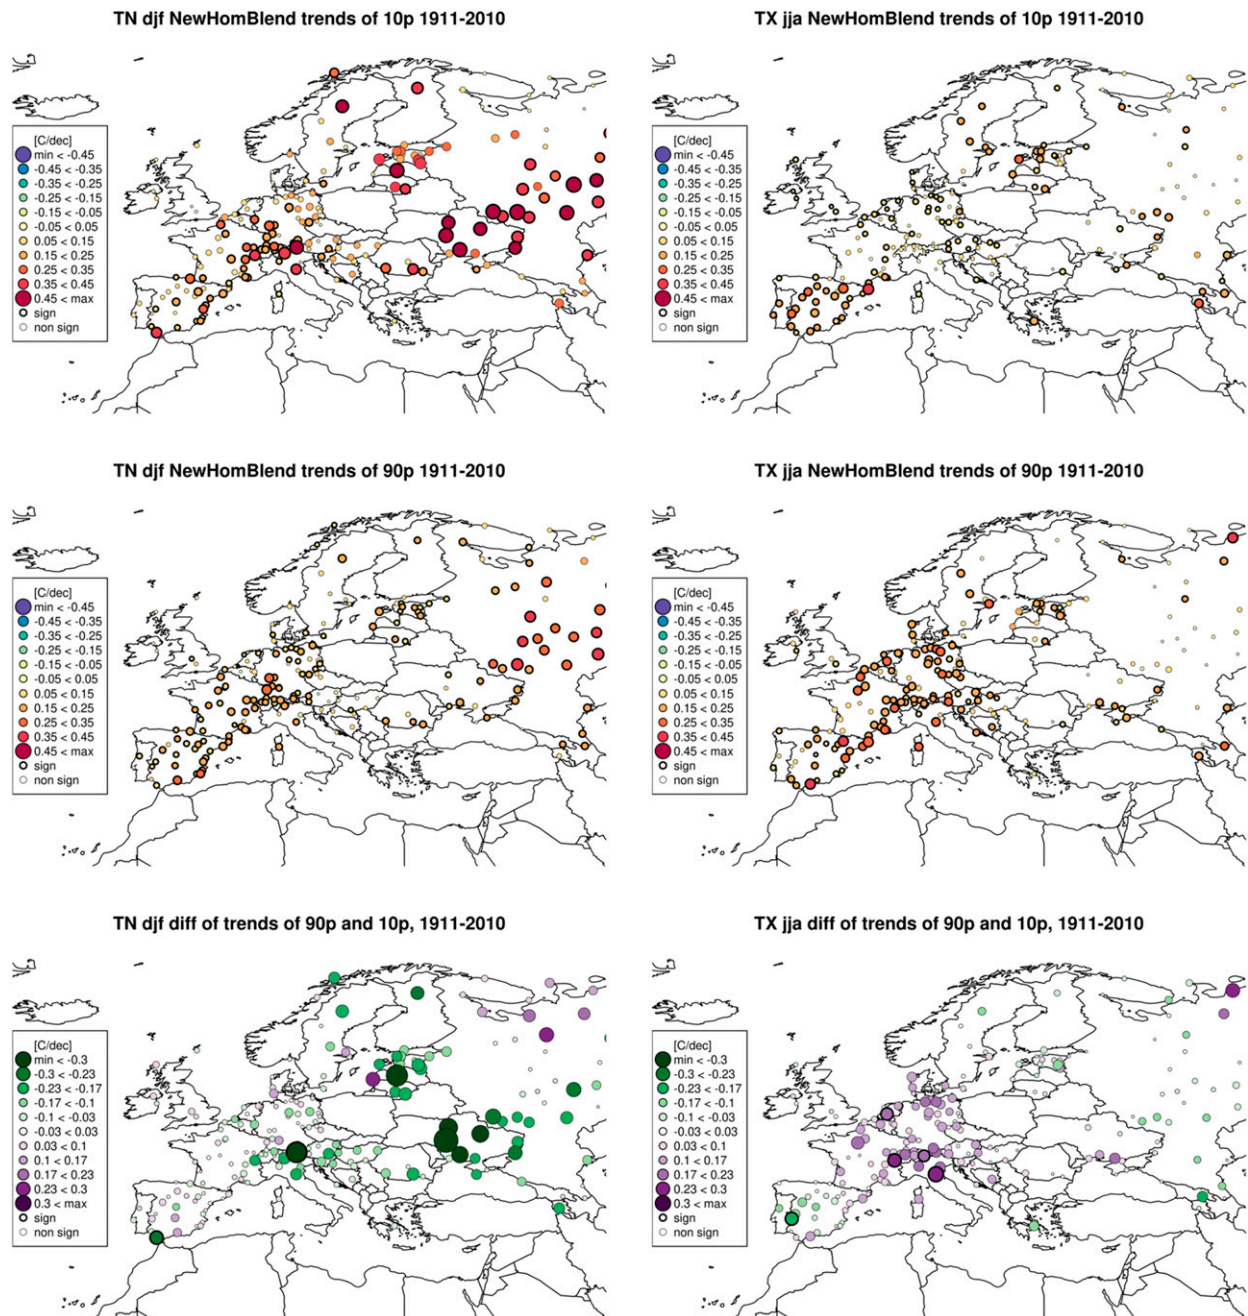 TN djf NewHomBlend trends of 10p 1911-2010
[C/dec]
min < -0.45
-0.45 < -0.35
-0.35 < -0.25
-0.25 < -0.15
-0.15 < -0.05
-0.05 < 0.05
0.05 < 0.15
0.15 < 0.25
0.25 < 0.35
0.35 < 0.45
0.45 < max
sign
non sign
TX jja NewHomBlend trends of 10p 1911-2010
[C/dec]
min < -0.45
-0.45 < -0.35
-0.35 < -0.25
-0.25 < -0.15
-0.15 < -0.05
-0.05 < 0.05
0.05 < 0.15
0.15 < 0.25
0.25 < 0.35
0.35 < 0.45
0.45 < max
sign
non sign
TN djf NewHomBlend trends of 90p 1911-2010
[C/dec]
min < -0.45
-0.45 < -0.35
-0.35 < -0.25
-0.25 < -0.15
-0.15 < -0.05
-0.05 < 0.05
0.05 < 0.15
0.15 < 0.25
0.25 < 0.35
0.35 < 0.45
0.45 < max
sign
non sign
TX jja NewHomBlend trends of 90p 1911-2010
[C/dec]
min < -0.45
-0.45 < -0.35
-0.35 < -0.25
-0.25 < -0.15
-0.15 < -0.05
-0.05 < 0.05
0.05 < 0.15
0.15 < 0.25
0.25 < 0.35
0.35 < 0.45
0.45 < max
sign
non sign
TN djf diff of trends of 90p and 10p, 1911-2010
[C/dec]
min < -0.3
-0.3 < -0.23
-0.23 < -0.17
-0.17 < -0.1
-0.1 < -0.03
-0.03 < 0.03
0.03 < 0.1
0.1 < 0.17
0.17 < 0.23
0.23 < 0.3
0.3 < max
sign
non sign
TX jja diff of trends of 90p and 10p, 1911-2010
[C/dec]
min < -0.3
-0.3 < -0.23
-0.23 < -0.17
-0.17 < -0.1
-0.1 < -0.03
-0.03 < 0.03
0.03 < 0.1
0.1 < 0.17
0.17 < 0.23
0.23 < 0.3
0.3 < max
sign
non sign